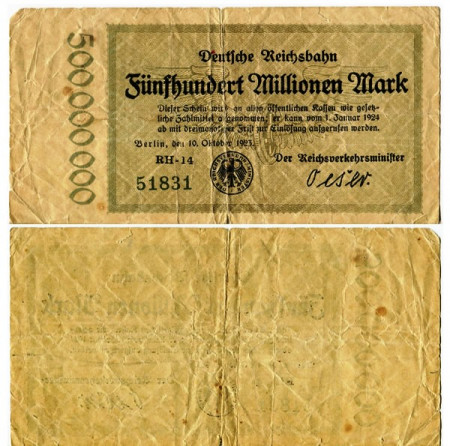 500000000
Deutsche Reichsbahn
Fünfhundert Millionen Mark
Dieser Schein wird an allen öffentlichen Kassen wie gesetz-
liche Zahlmittel angenommen; er kann vom 1. Januar 1924
ab mit dreimonatiger Frist zur Einlösung aufgerufen werden.
Berlin, den 10. Oktober 1923.
RH-14
Der Reichsverkehrsminister
51831
Oeser.